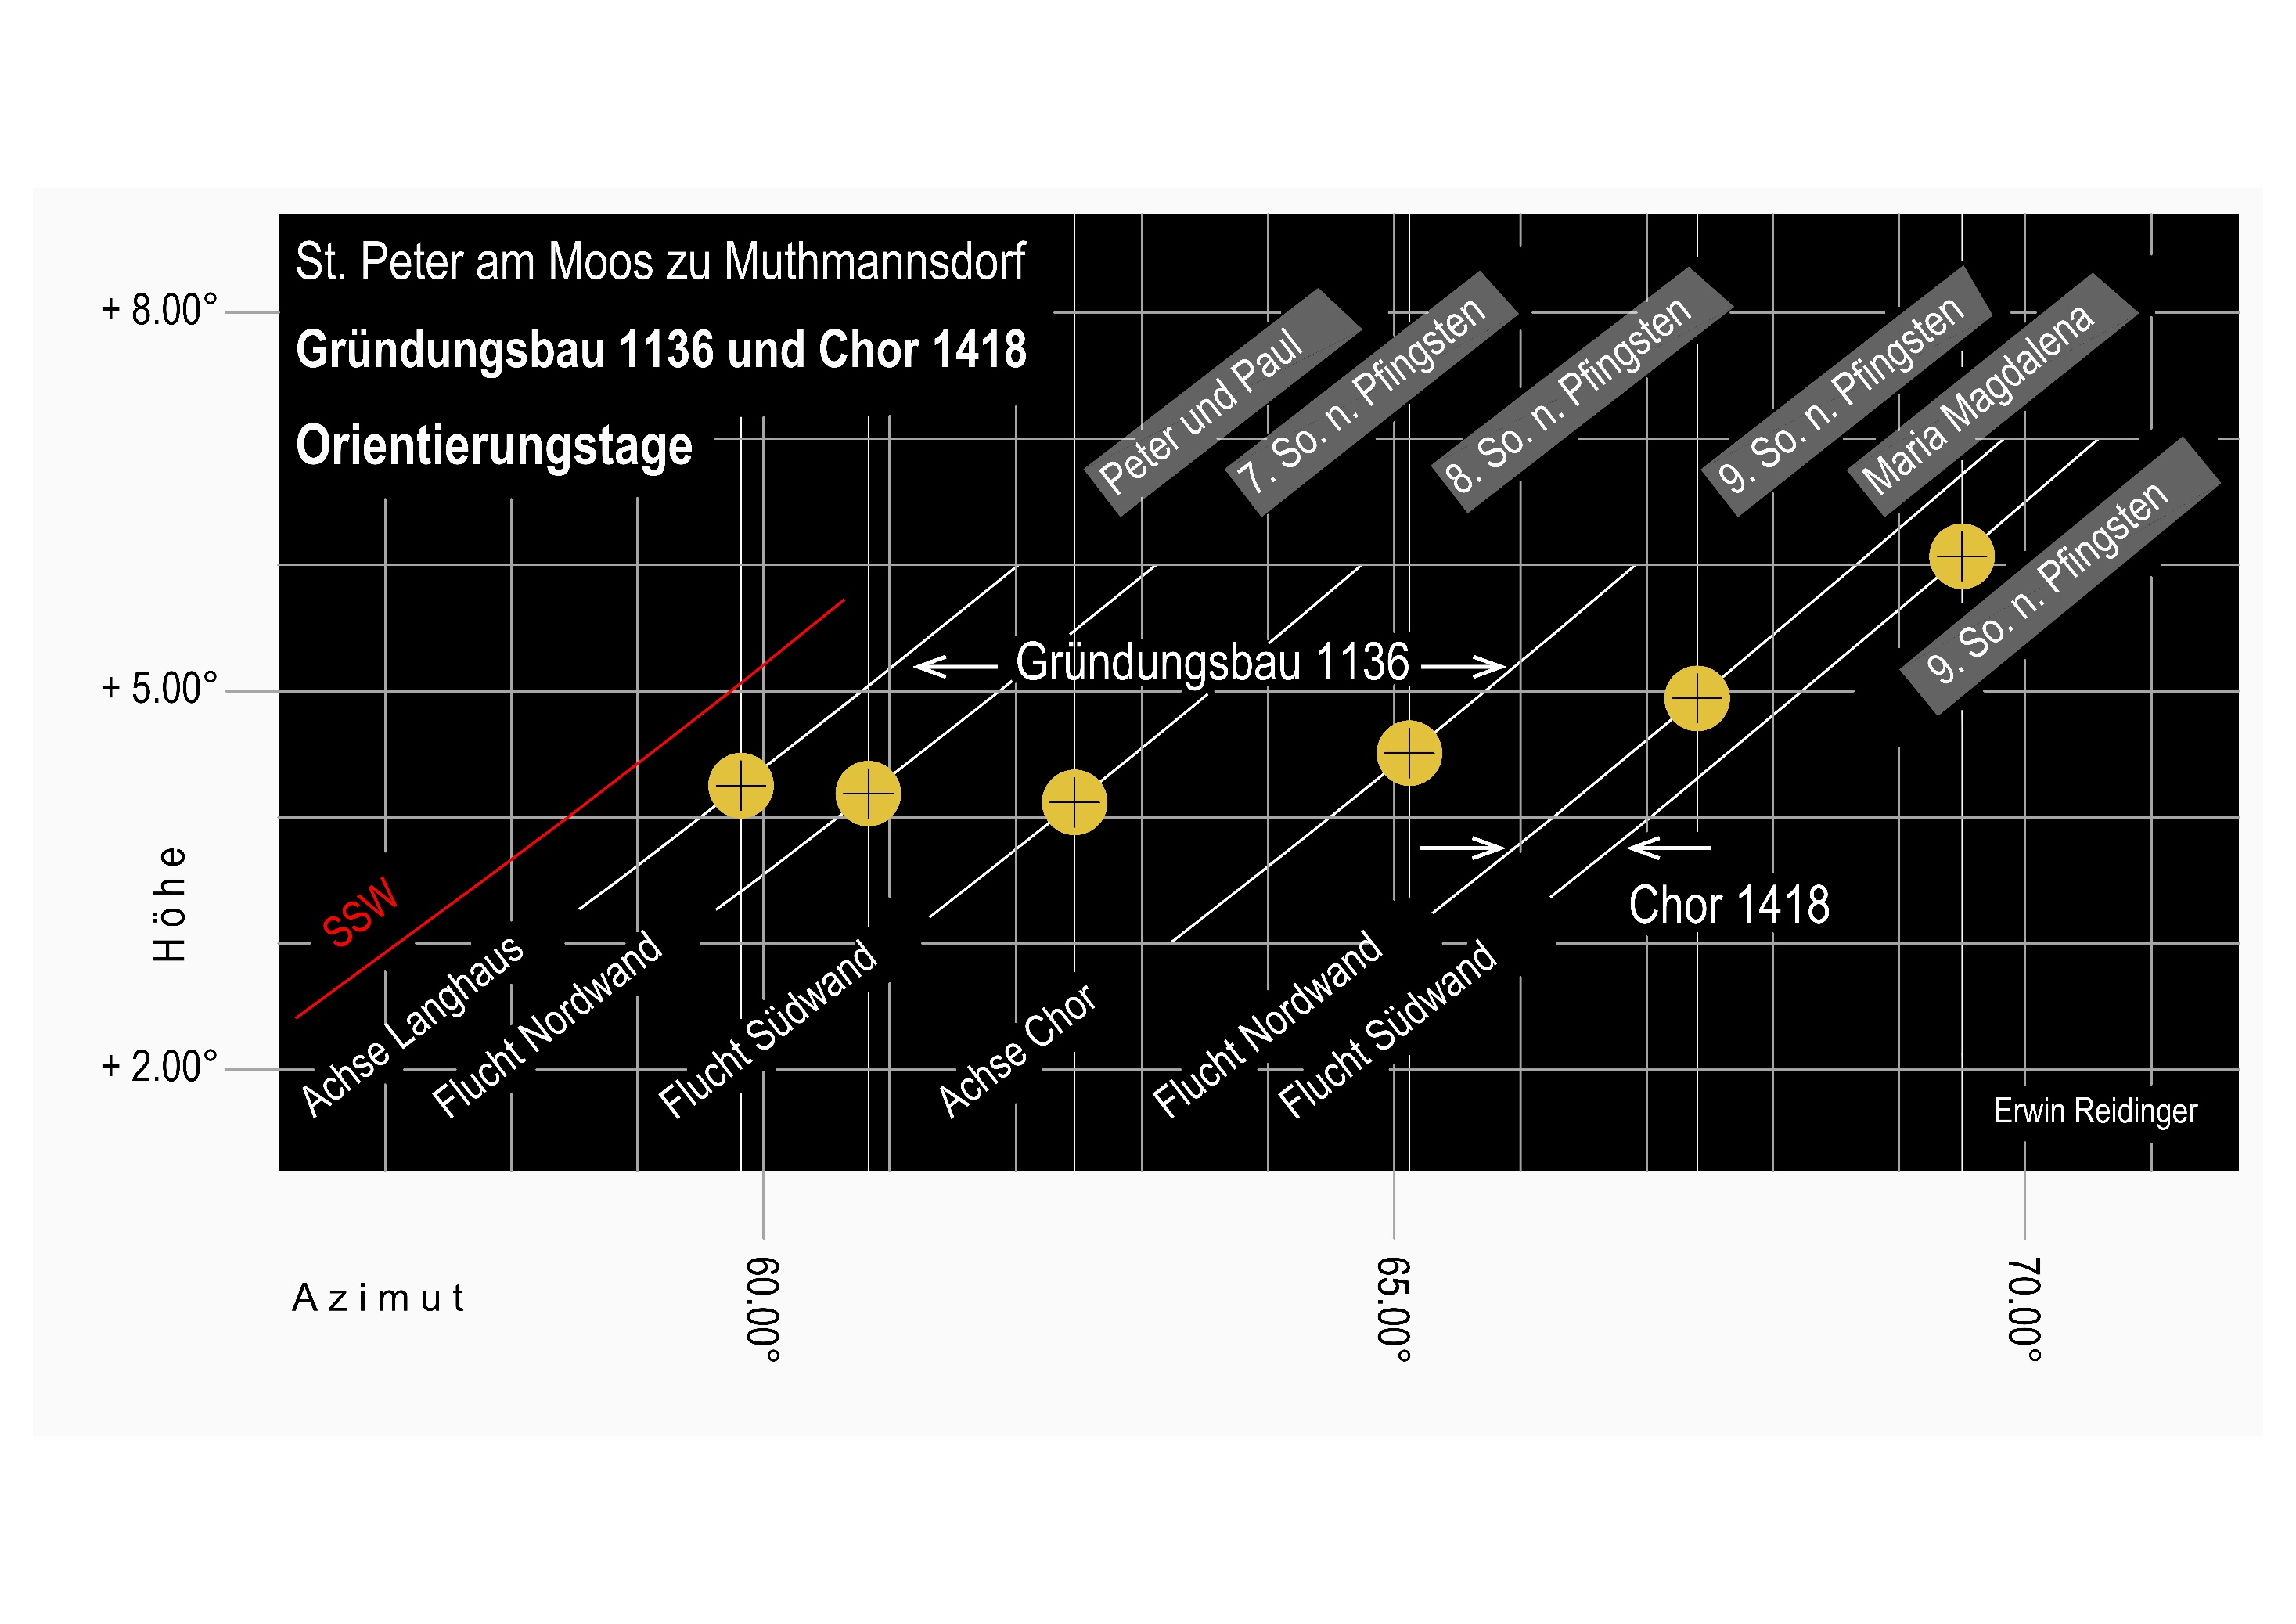 St. Peter am Moos zu Muthmannsdorf
Gründungsbau 1136 und Chor 1418
Orientierungstage
+ 8.00°
+ 5.00°
+ 2.00°
Höhe
Peter und Paul
7. So. n. Pfingsten
8. So. n. Pfingsten
9. So. n. Pfingsten
Maria Magdalena
9. So. n. Pfingsten
Gründungsbau 1136
Chor 1418
SSW
Achse Langhaus
Flucht Nordwand
Flucht Südwand
Achse Chor
Flucht Nordwand
Flucht Südwand
Erwin Reidinger
Azimut
60.00°
65.00°
70.00°